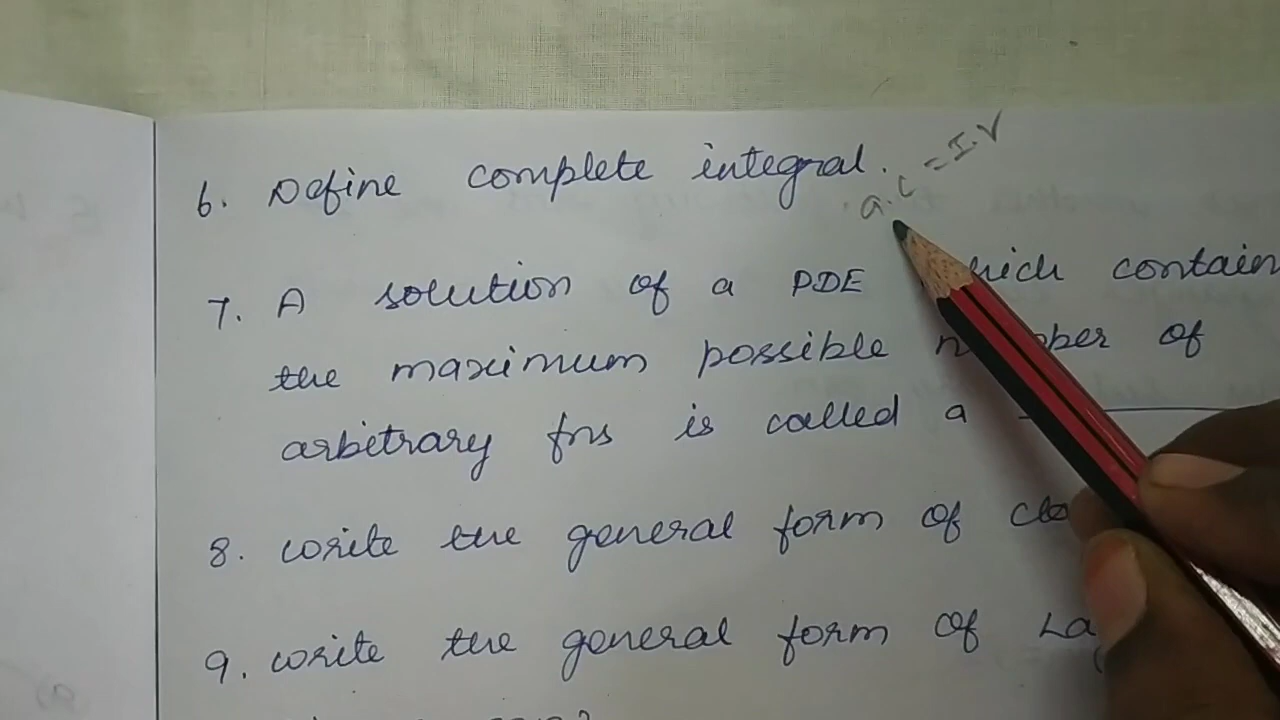 6. Define complete integral.
a.c = I.V
7. A solution of a PDE which contain
the maximum possible number of
arbitrary fns is called a
8. write the general form of
9. write the general form of La